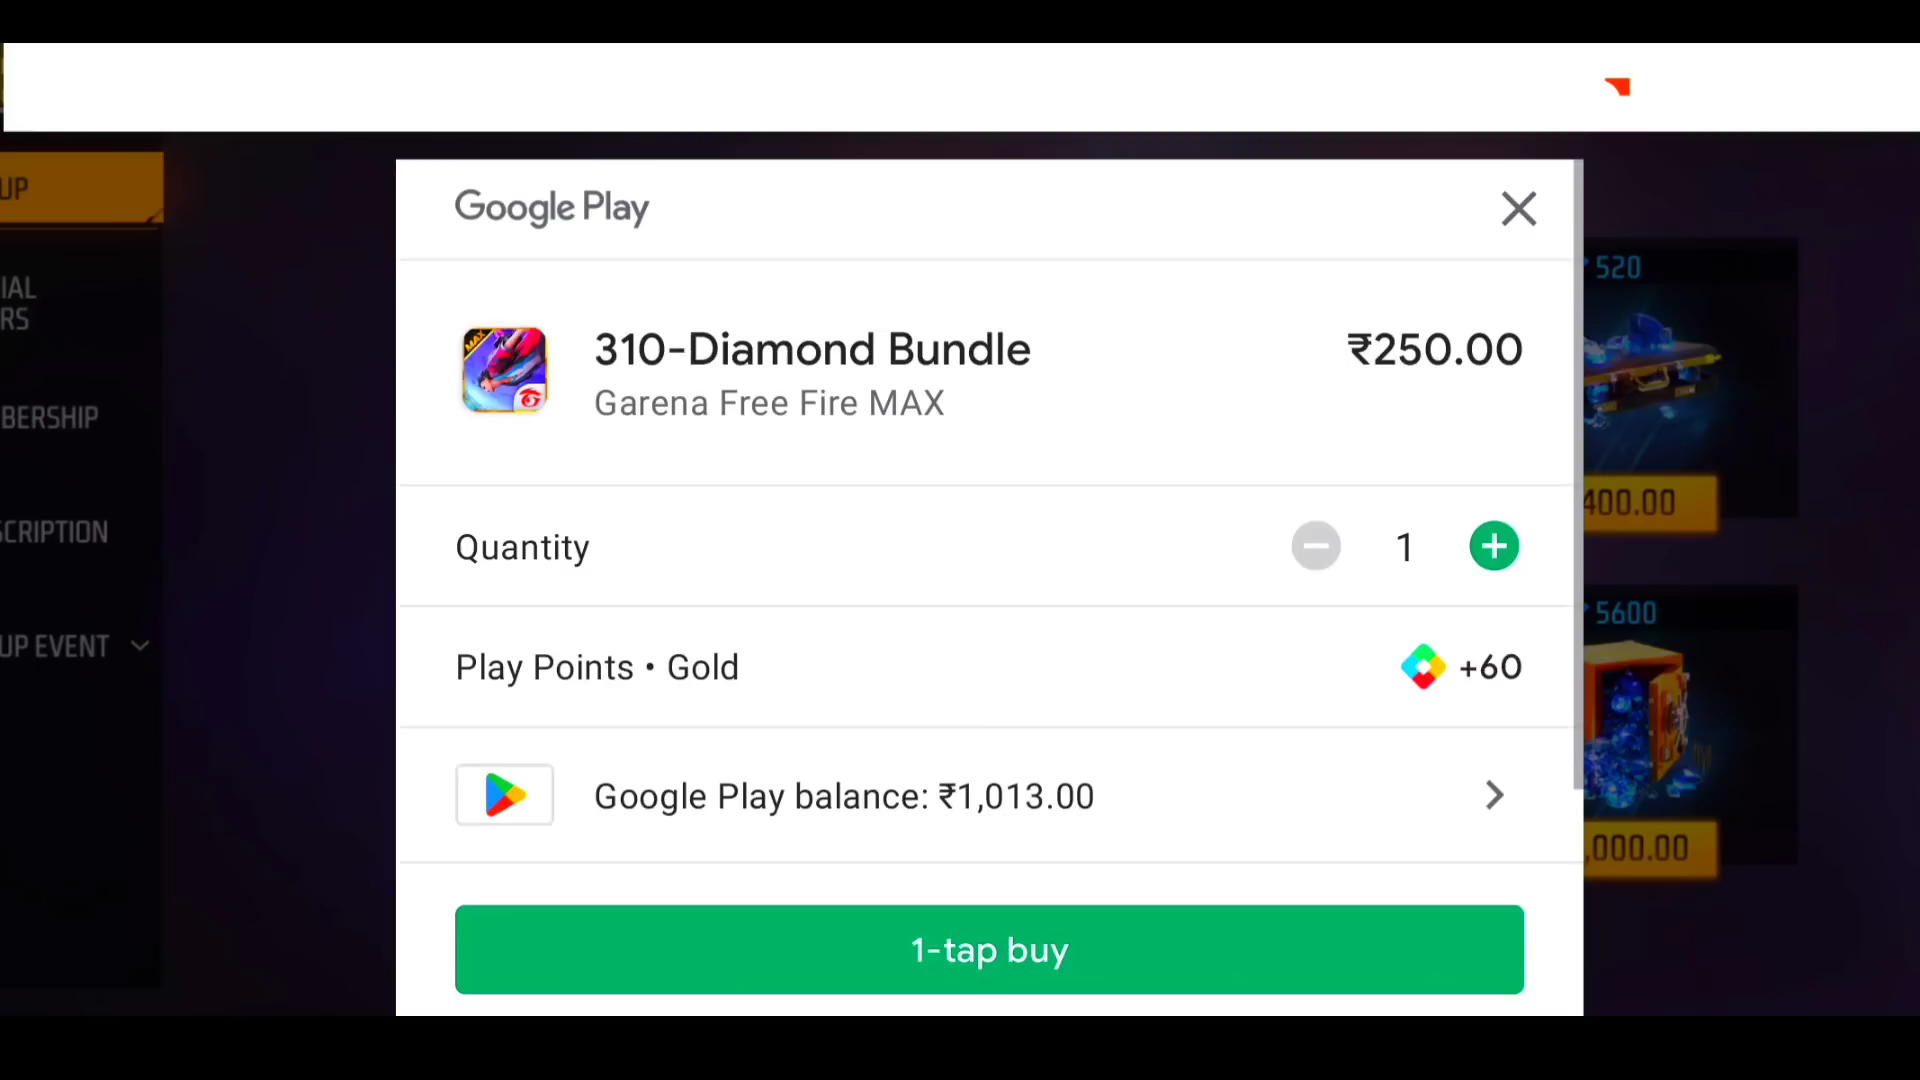 Google Play
310-Diamond Bundle
₹250.00
Garena Free Fire MAX
Quantity
1
Play Points • Gold
+60
Google Play balance: ₹1,013.00
1-tap buy
UP
IAL
RS
BERSHIP
SCRIPTION
UP EVENT
520
400.00
5600
,000.00
MAX